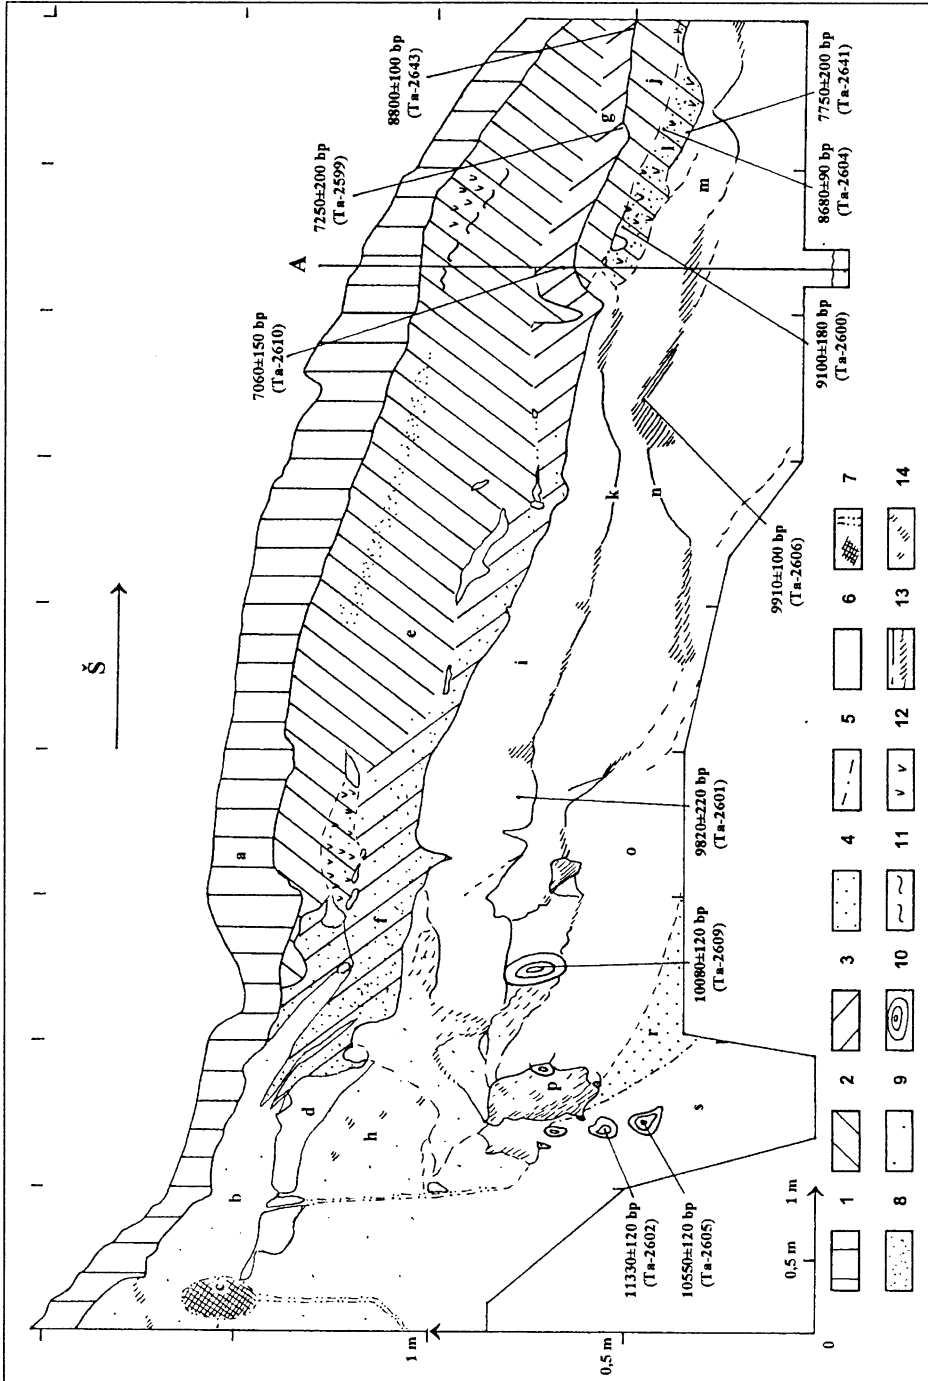 8800±100 bp
(Ta-2643)
7250±200 bp
(Ta-2599)
A
7060±150 bp
(Ta-2610)
Š
g
j
l
m
7750±200 bp
(Ta-2641)
8680±90 bp
(Ta-2604)
9100±180 bp
(Ta-2600)
e
i
k
n
9910±100 bp
(Ta-2606)
a
f
o
9820±220 bp
(Ta-2601)
10080±120 bp
(Ta-2609)
b
c
d
h
p
r
s
11330±120 bp
(Ta-2602)
10550±120 bp
(Ta-2605)
1 m
0,5 m
0
0,5 m
1 m
1 2 3 4 5 6 7
8 9 10 11 12 13 14